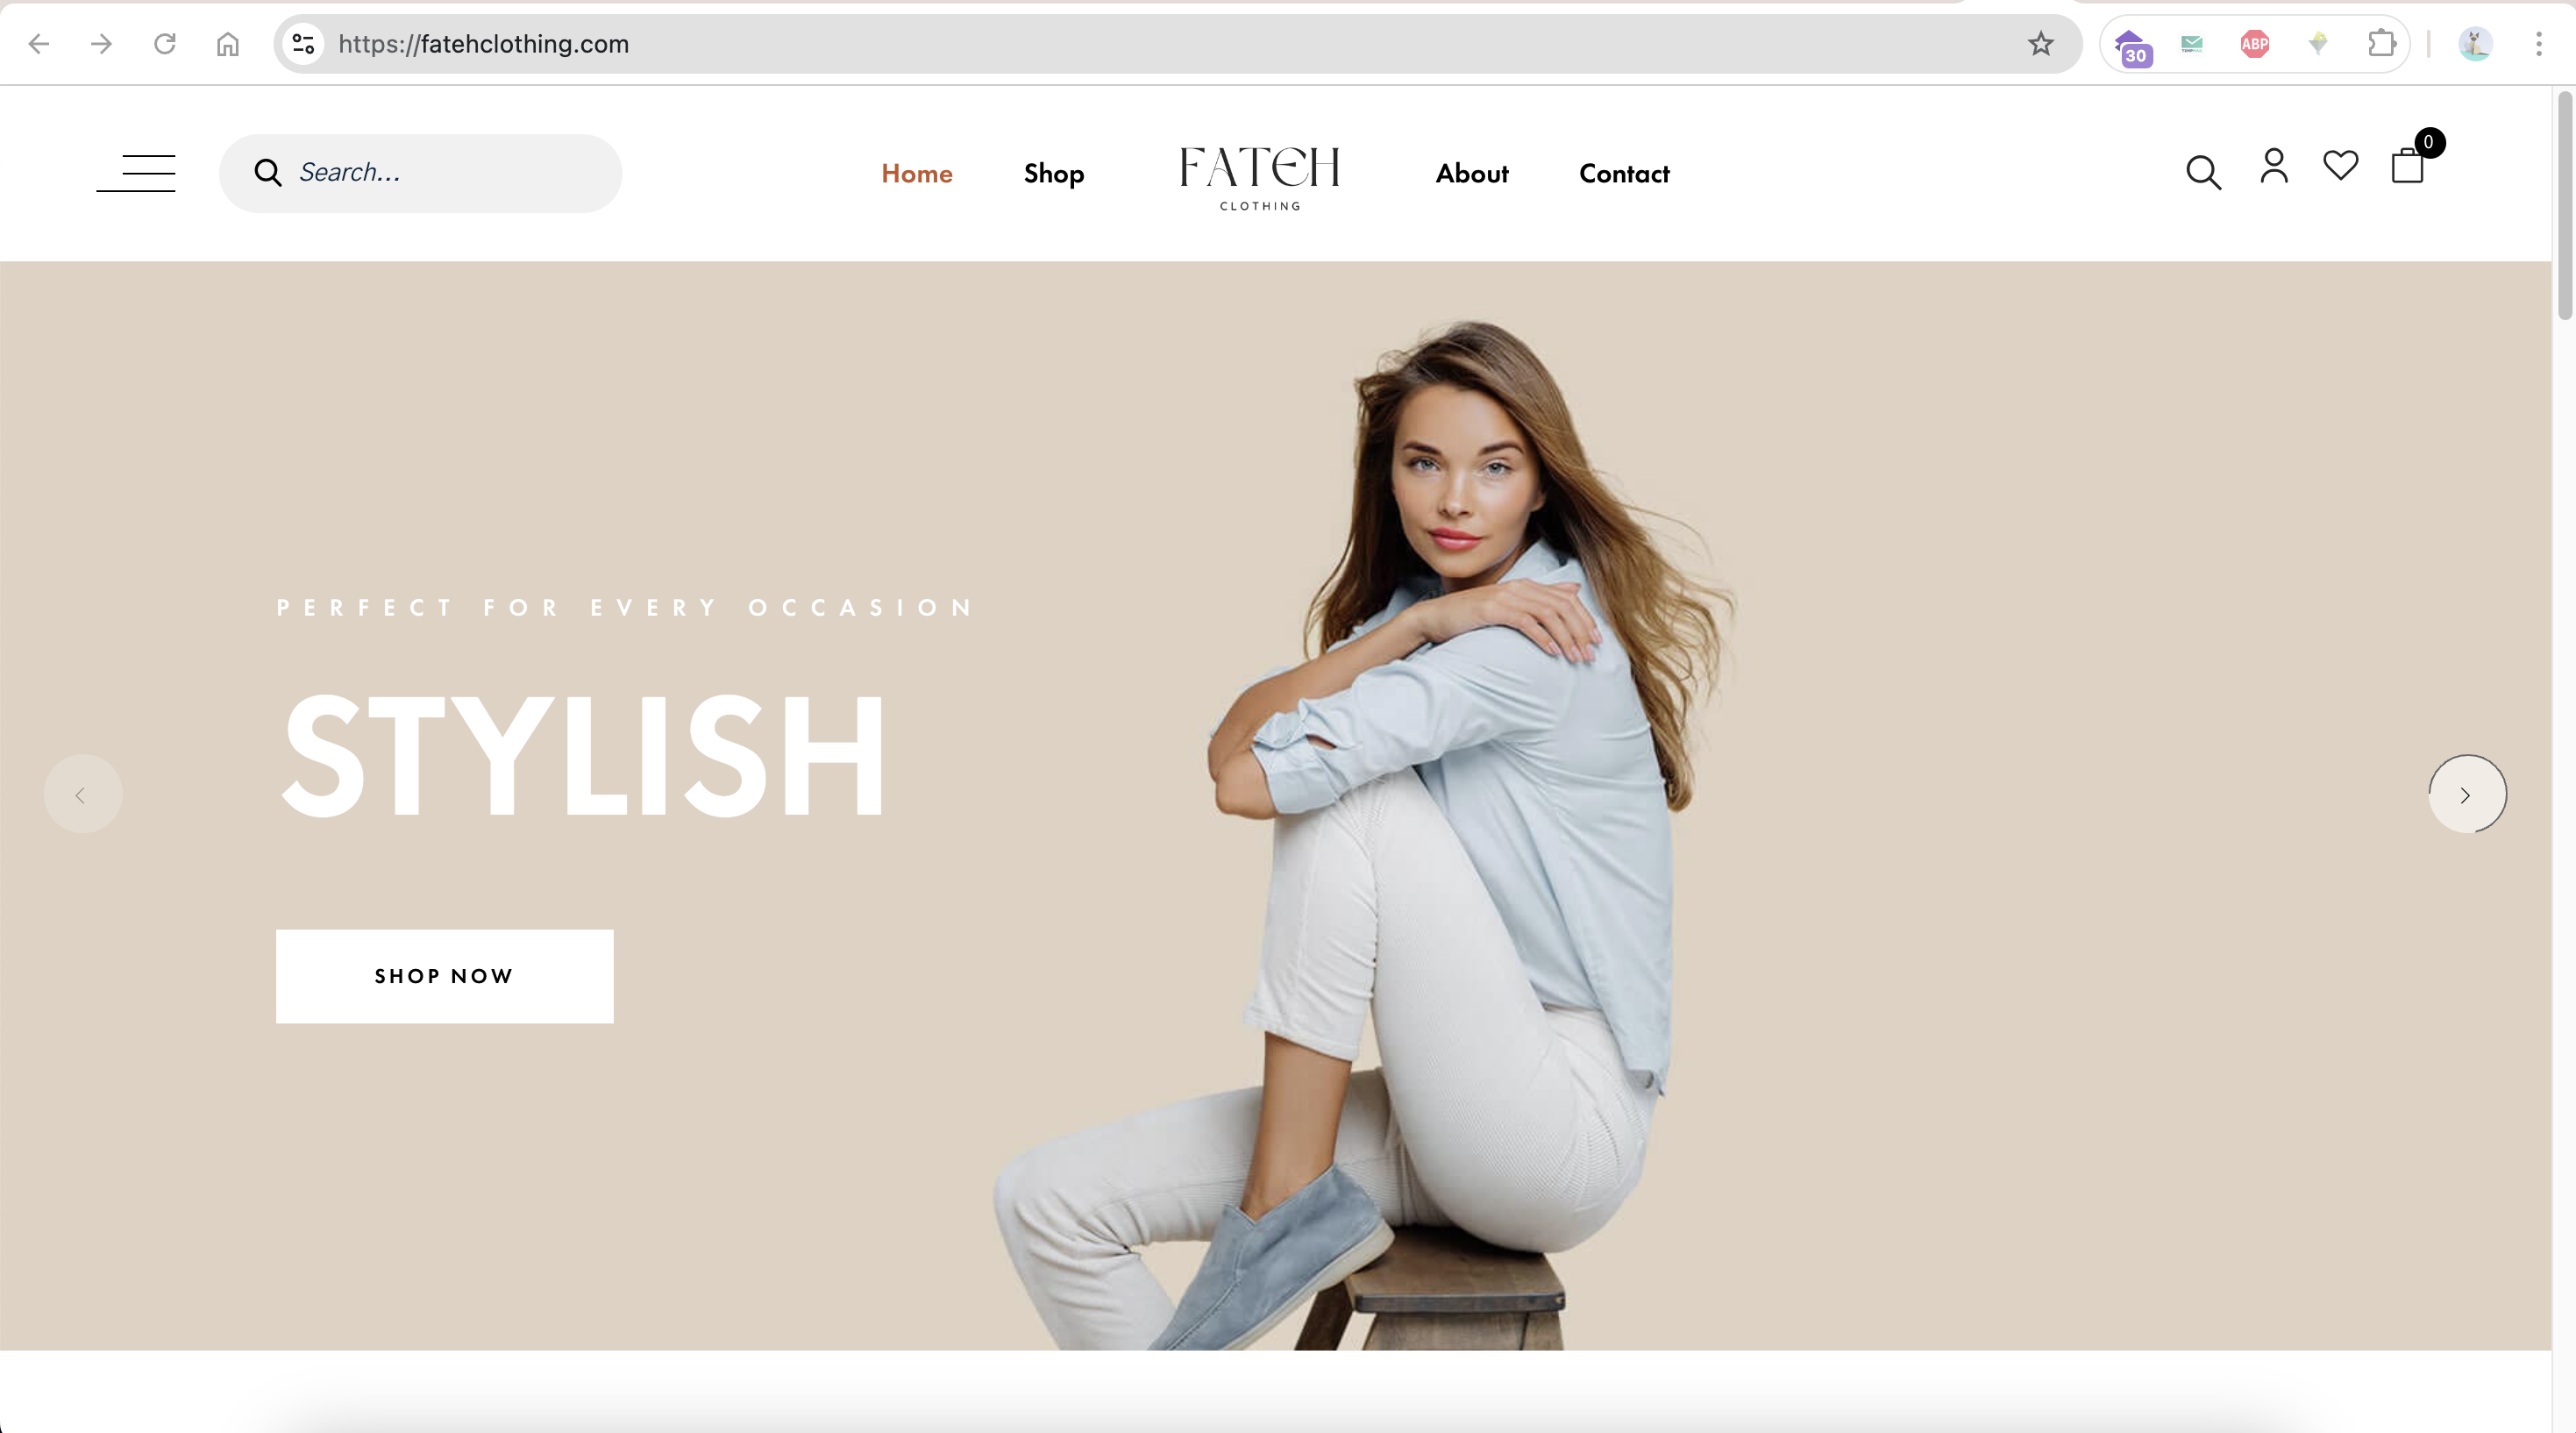 https://fatehclothing.com
30
ABP
Search...
Home
Shop
FATEH
CLOTHING
About
Contact
0
PERFECT FOR EVERY OCCASION
STYLISH
SHOP NOW